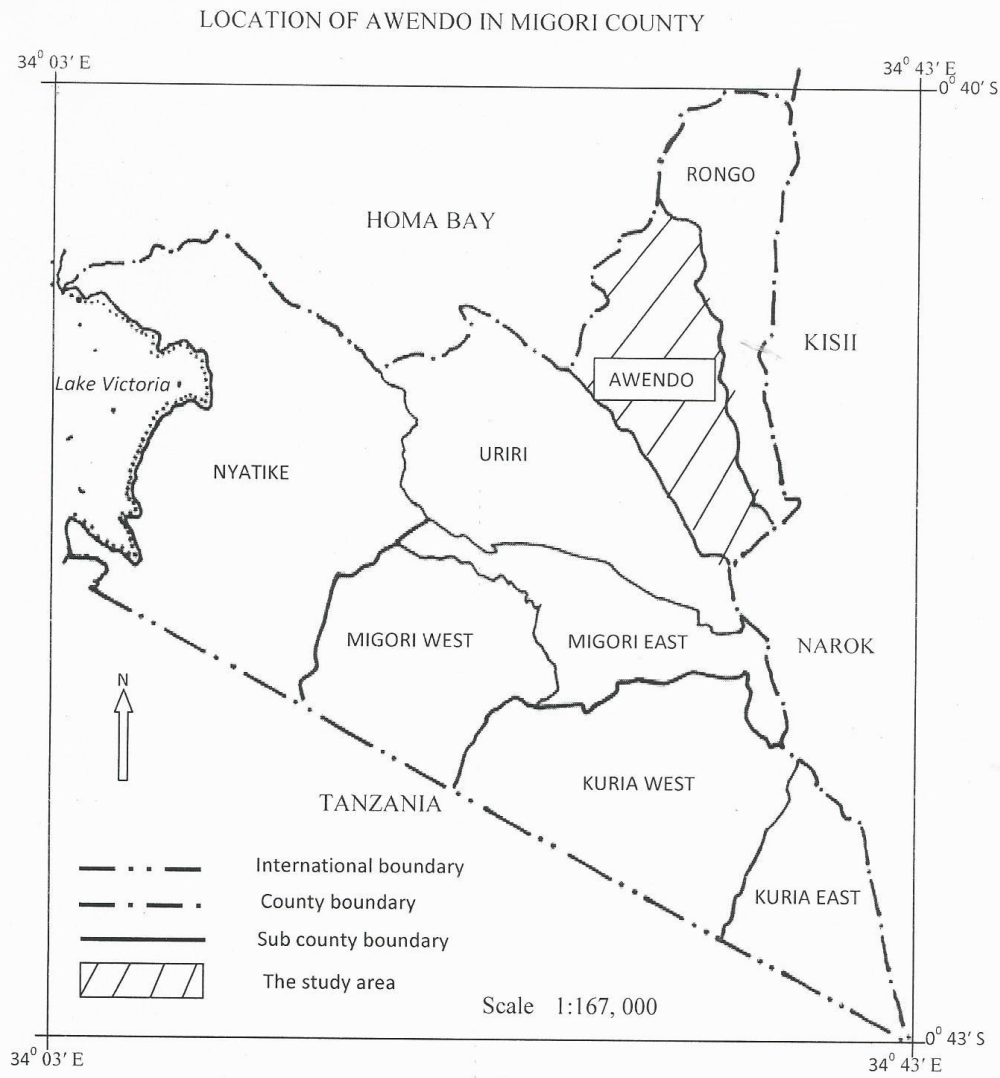 LOCATION OF AWENDO IN MIGORI COUNTY
34⁰ 03' E
34⁰ 43' E
0⁰ 40' S
RONGO
HOMA BAY
KISII
Lake Victoria
AWENDO
URIRI
NYATIKE
MIGORI WEST
MIGORI EAST
NAROK
N
KURIA WEST
TANZANIA
International boundary
County boundary
KURIA EAST
Sub county boundary
The study area
Scale 1:167, 000
0⁰ 43' S
34⁰ 03' E
34⁰ 43' E